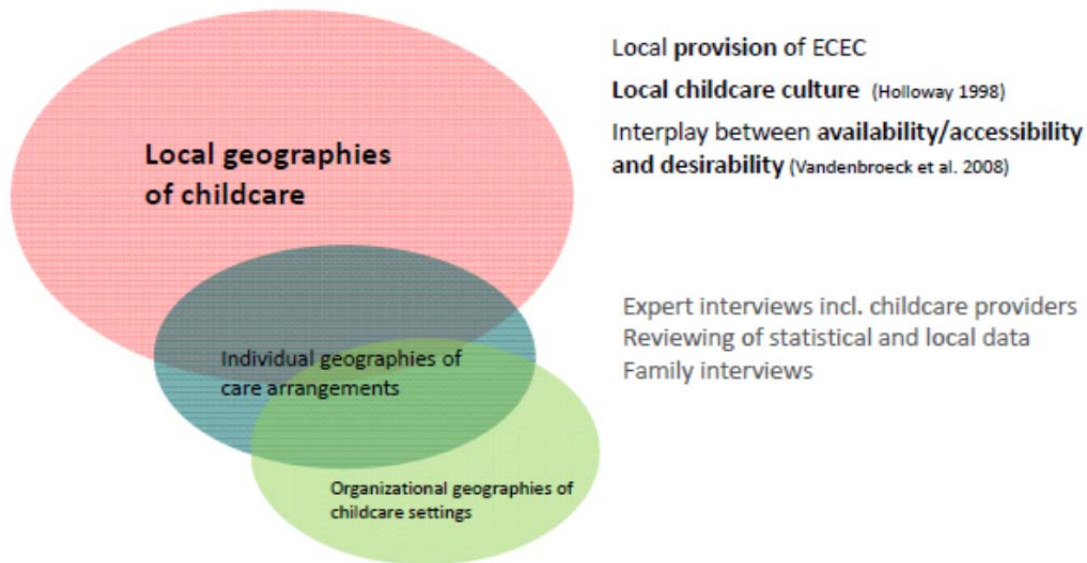 Local geographies
of childcare
Individual geographies of
care arrangements
Organizational geographies of
childcare settings
Local provision of ECEC
Local childcare culture (Holloway 1998)
Interplay between availability/accessibility
and desirability (Vandenbroeck et al. 2008)
Expert interviews incl. childcare providers
Reviewing of statistical and local data
Family interviews